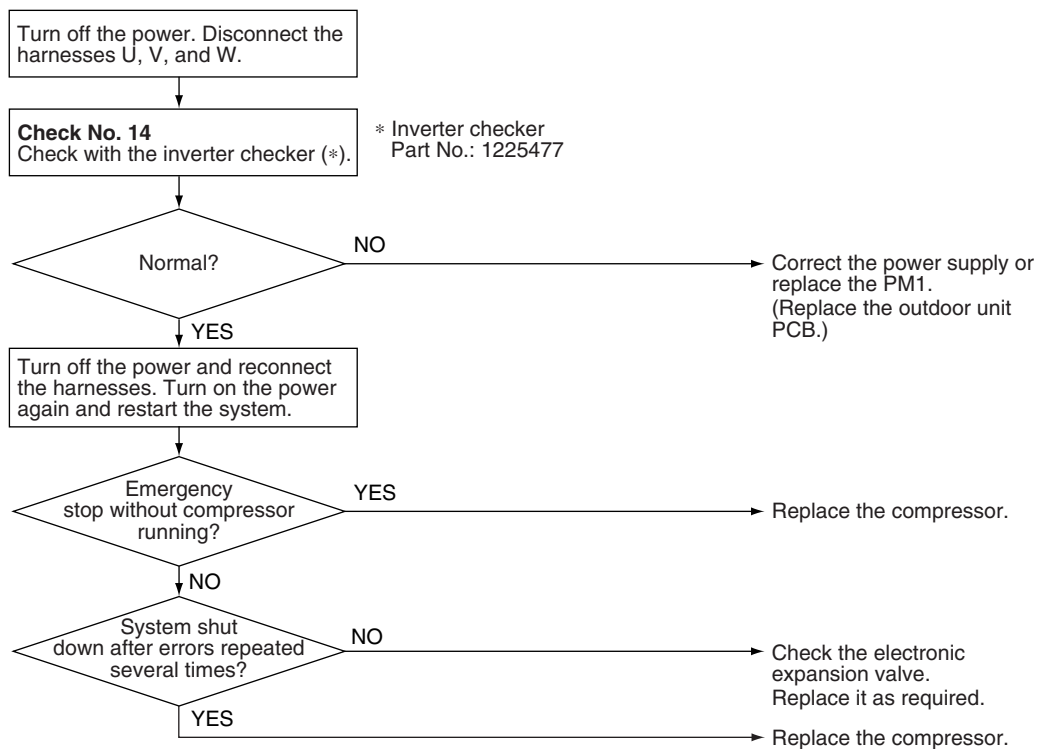 Turn off the power. Disconnect the
harnesses U, V, and W.
Check No. 14
Check with the inverter checker (*).
* Inverter checker
Part No.: 1225477
Normal?
NO
Correct the power supply or
replace the PM1.
(Replace the outdoor unit
PCB.)
YES
Turn off the power and reconnect
the harnesses. Turn on the power
again and restart the system.
Emergency
stop without compressor
running?
YES
Replace the compressor.
NO
System shut
down after errors repeated
several times?
NO
Check the electronic
expansion valve.
Replace it as required.
YES
Replace the compressor.